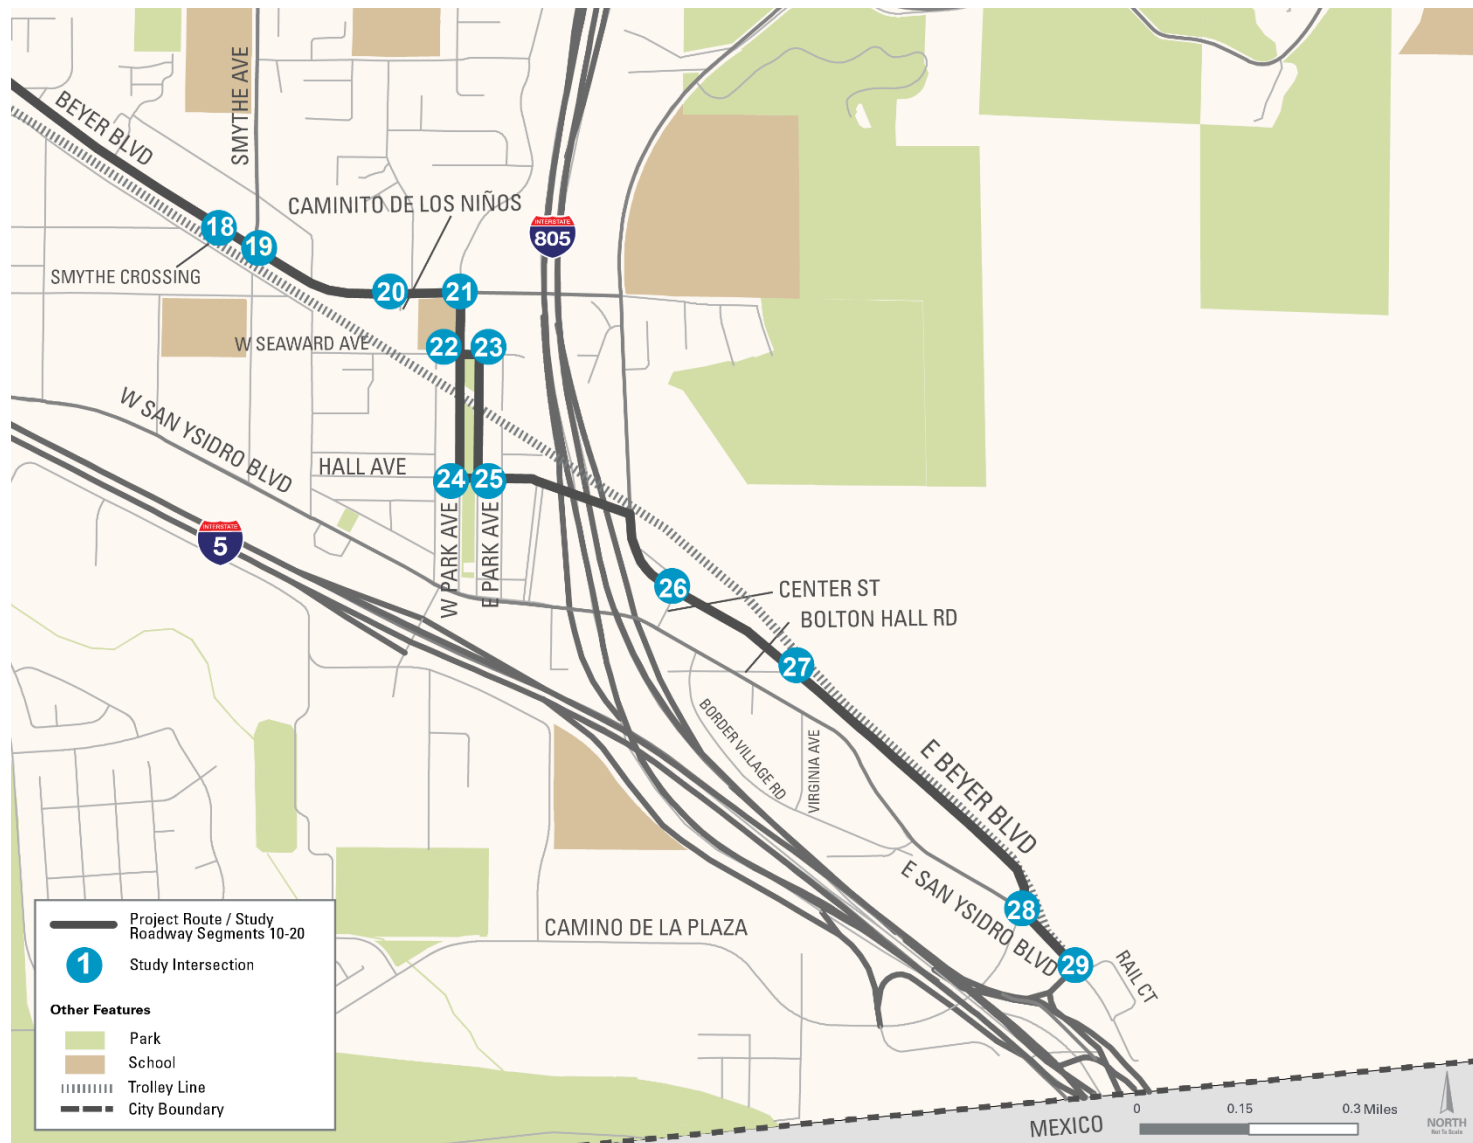 BEYER BLVD
SMYTHE AVE
CAMINITO DE LOS NIÑOS
INTERSTATE
805
18
19
SMYTHE CROSSING
20
21
W SEAWARD AVE
22
23
W SAN YSIDRO BLVD
HALL AVE
24
25
INTERSTATE
5
W PARK AVE
E PARK AVE
26
CENTER ST
BOLTON HALL RD
27
BORDER VILLAGE RD
VIRGINIA AVE
E BEYER BLVD
E SAN YSIDRO BLVD
28
29
RAIL CT
CAMINO DE LA PLAZA
Project Route / Study
Roadway Segments 10-20
1
Study Intersection
Other Features
Park
School
Trolley Line
City Boundary
MEXICO
0
0.15
0.3 Miles
NORTH
Not To Scale